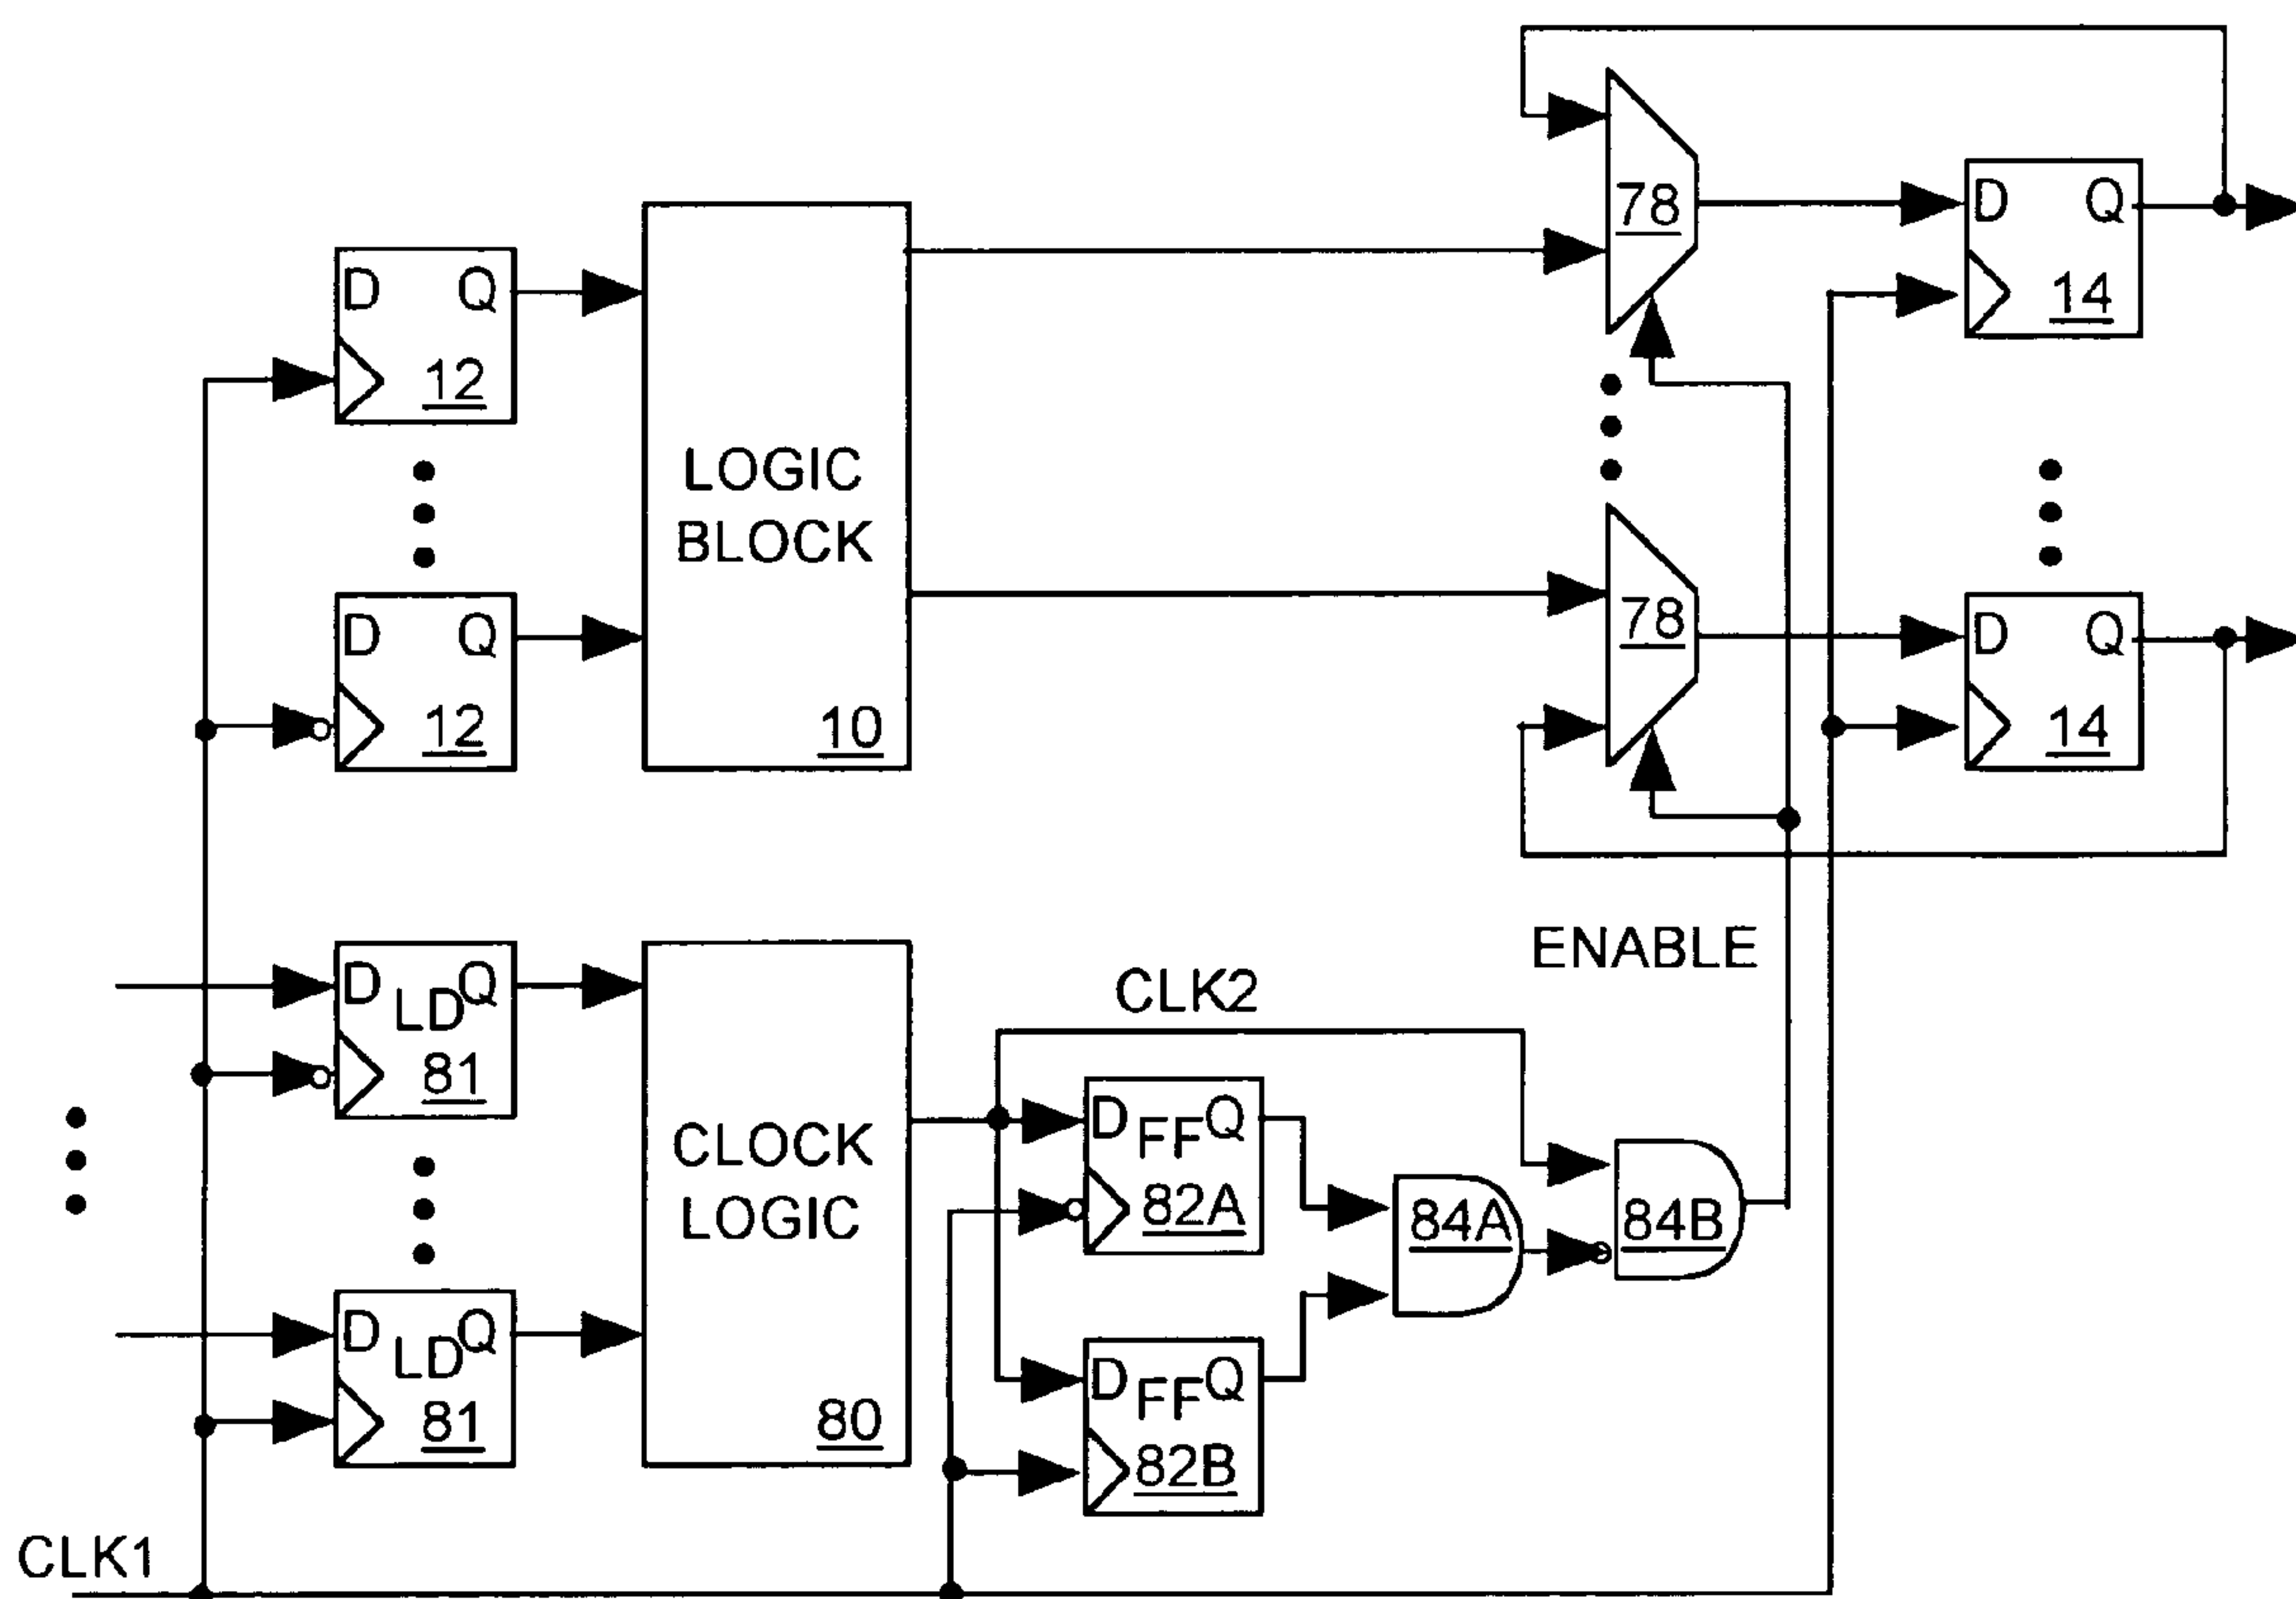 78
D Q
14
D Q
12
LOGIC
BLOCK
10
D Q
12
78
D Q
14
ENABLE
D LD Q
81
CLOCK
LOGIC
80
CLK2
D FF Q
82A
84A
84B
D LD Q
81
D FF Q
82B
CLK1